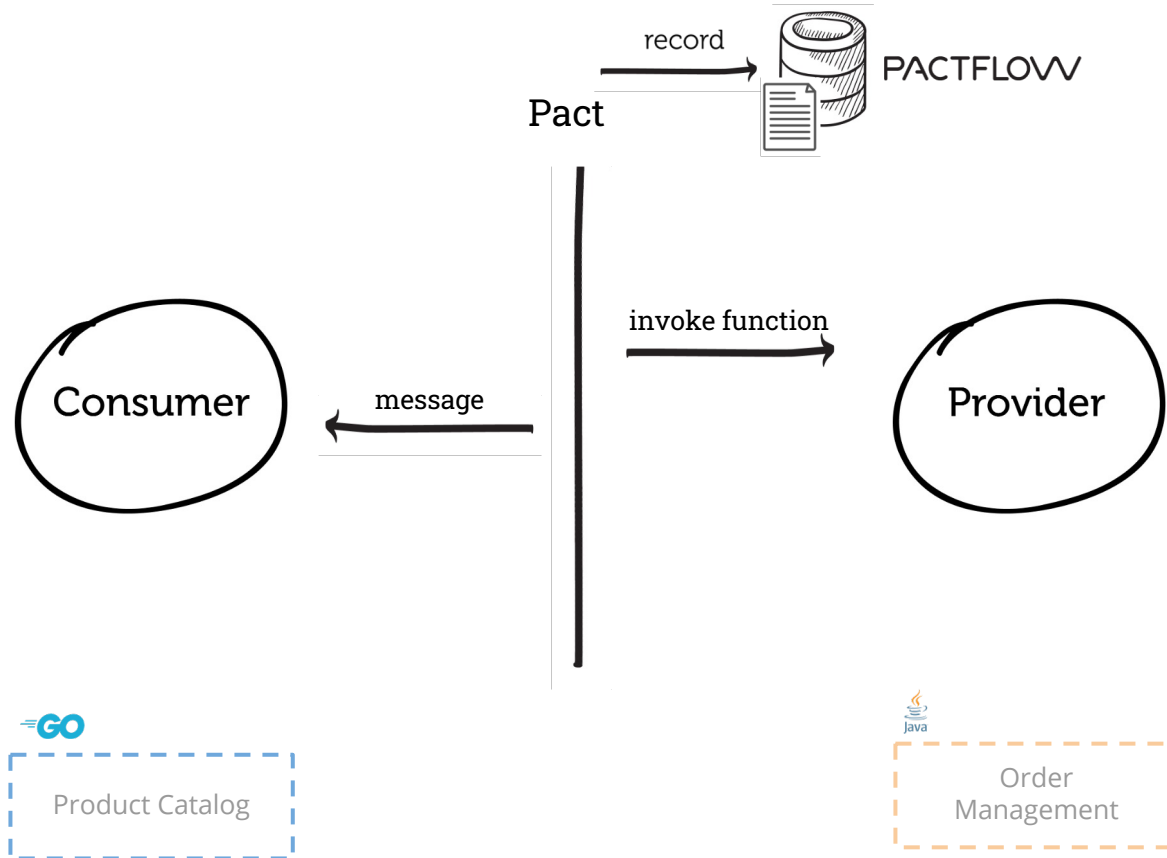 record
PACTFLOW
Pact
invoke function
Consumer
message
Provider
GO
Java
Product Catalog
Order
Management